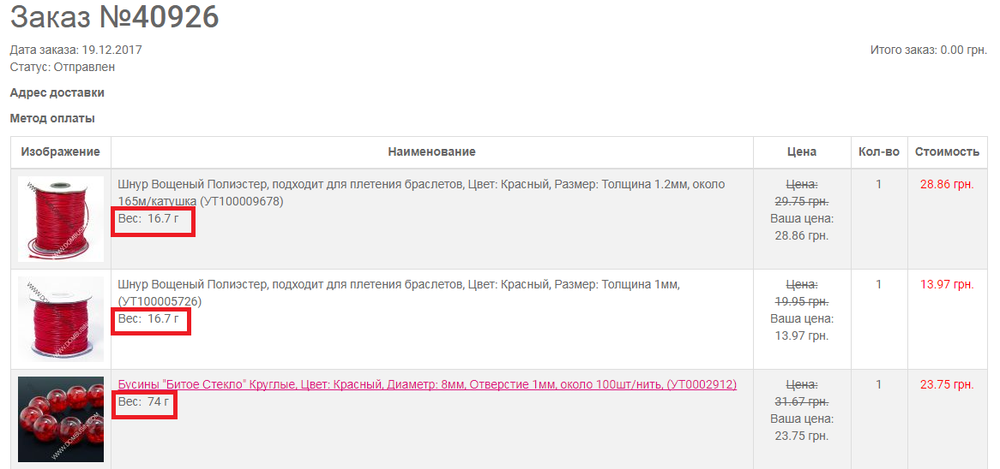 Заказ №40926
Дата заказа: 19.12.2017
Итого заказ: 0.00 грн.
Статус: Отправлен
Адрес доставки
Метод оплаты
Изображение Наименование Цена Кол-во Стоимость
Шнур Вощеный Полиэстер, подходит для плетения браслетов, Цвет: Красный, Размер: Толщина 1.2мм, около
165м/катушка (УТ100009678)
Вес: 16.7 г
Цена:
29.75 грн.
Ваша цена:
28.86 грн.
1
28.86 грн.
Шнур Вощеный Полиэстер, подходит для плетения браслетов, Цвет: Красный, Размер: Толщина 1мм,
(УТ100005726)
Вес: 16.7 г
Цена:
19.95 грн.
Ваша цена:
13.97 грн.
1
13.97 грн.
Бусины "Битое Стекло" Круглые, Цвет: Красный, Диаметр: 8мм, Отверстие 1мм, около 100шт/нить, (УТ0002912)
Вес: 74 г
Цена:
31.67 грн.
Ваша цена:
23.75 грн.
1
23.75 грн.